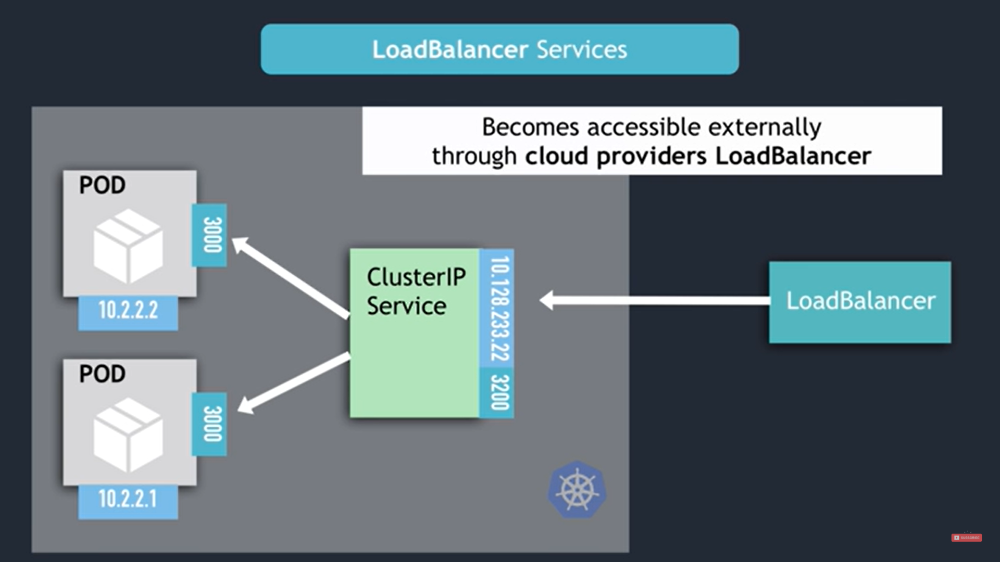 LoadBalancer Services
Becomes accessible externally
through cloud providers LoadBalancer
POD
3000
10.2.2.2
ClusterIP
Service
10.128.233.22
3200
LoadBalancer
POD
3000
10.2.2.1
SUBSCRIBE